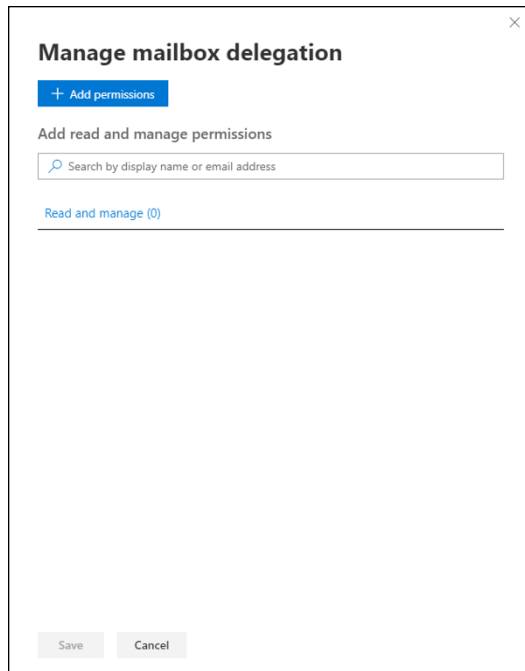 Manage mailbox delegation
+ Add permissions
Add read and manage permissions
Search by display name or email address
Read and manage (0)
Save
Cancel